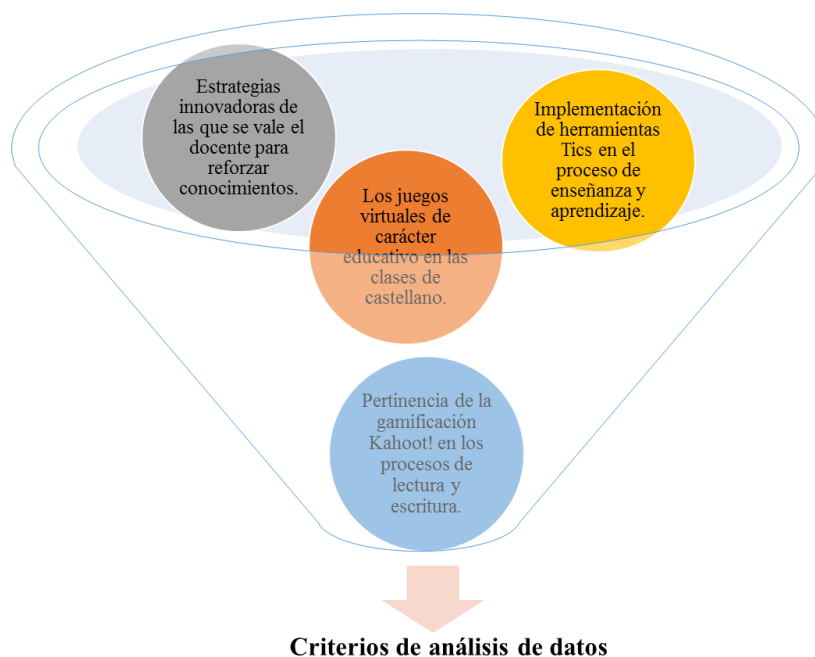 Estrategias
innovadoras de
las que se vale el
docente para
reforzar
conocimientos.
Implementación
de herramientas
Tics en el
proceso de
enseñanza y
aprendizaje.
Los juegos
virtuales de
carácter
educativo en las
clases de
castellano.
Pertinencia de la
gamificación
Kahoot! en los
procesos de
lectura y
escritura.
Criterios de análisis de datos